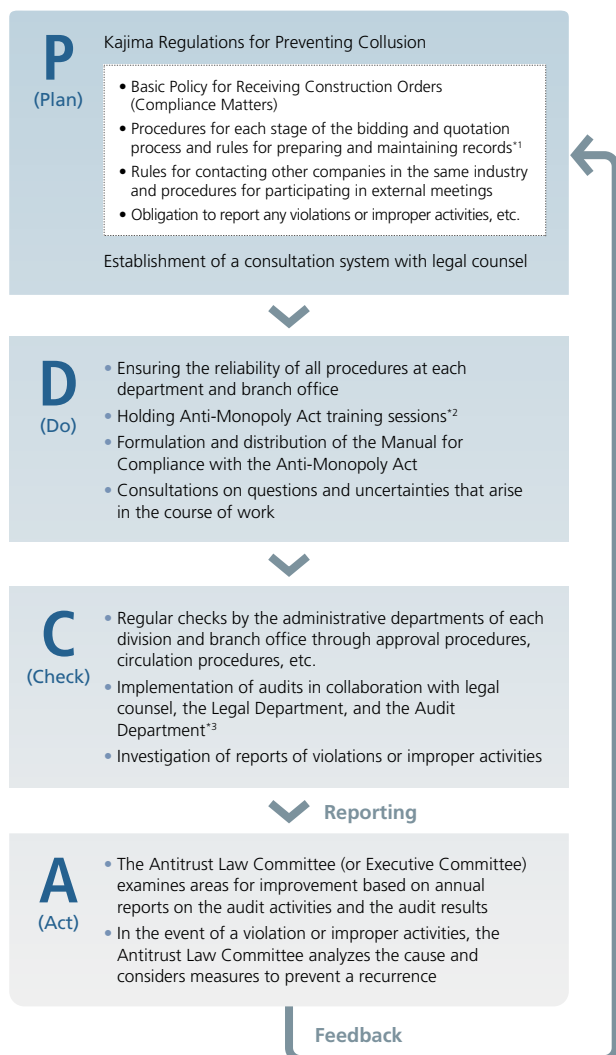 P
(Plan)
Kajima Regulations for Preventing Collusion
• Basic Policy for Receiving Construction Orders
(Compliance Matters)
• Procedures for each stage of the bidding and quotation
process and rules for preparing and maintaining records*1
• Rules for contacting other companies in the same industry
and procedures for participating in external meetings
• Obligation to report any violations or improper activities, etc.
Establishment of a consultation system with legal counsel
D
(Do)
• Ensuring the reliability of all procedures at each
department and branch office
• Holding Anti-Monopoly Act training sessions*2
• Formulation and distribution of the Manual for
Compliance with the Anti-Monopoly Act
• Consultations on questions and uncertainties that arise
in the course of work
C
(Check)
• Regular checks by the administrative departments of each
division and branch office through approval procedures,
circulation procedures, etc.
• Implementation of audits in collaboration with legal
counsel, the Legal Department, and the Audit
Department*3
• Investigation of reports of violations or improper activities
Reporting
A
(Act)
• The Antitrust Law Committee (or Executive Committee)
examines areas for improvement based on annual
reports on the audit activities and the audit results
• In the event of a violation or improper activities, the
Antitrust Law Committee analyzes the cause and
considers measures to prevent a recurrence
Feedback